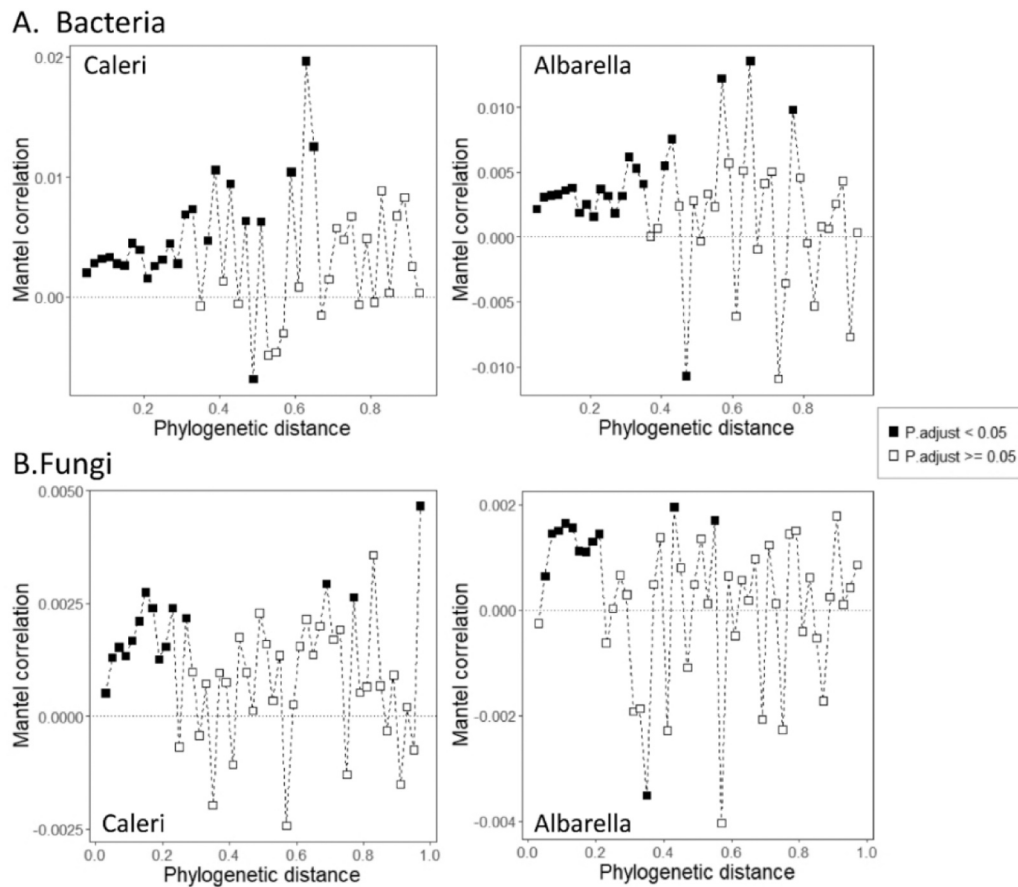 A. Bacteria
Caleri
Albarella
0.02
0.01
0.00
Mantel correlation
0.2 0.4 0.6 0.8
Phylogenetic distance
0.010
0.005
0.000
-0.005
-0.010
Mantel correlation
0.2 0.4 0.6 0.8
Phylogenetic distance
P.adjust < 0.05
P.adjust >= 0.05
B.Fungi
0.0050
0.0025
0.0000
-0.0025
Mantel correlation
Caleri
0.0 0.2 0.4 0.6 0.8 1.0
Phylogenetic distance
0.002
0.000
-0.002
-0.004
Mantel correlation
Albarella
0.0 0.2 0.4 0.6 0.8 1.0
Phylogenetic distance